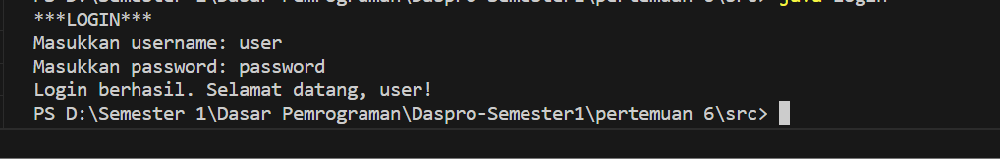 PS D:\Semester 1\Dasar Pemrograman\Daspro-Semester1\pertemuan 6\src> java login
***LOGIN***
Masukkan username: user
Masukkan password: password
Login berhasil. Selamat datang, user!
PS D:\Semester 1\Dasar Pemrograman\Daspro-Semester1\pertemuan 6\src>